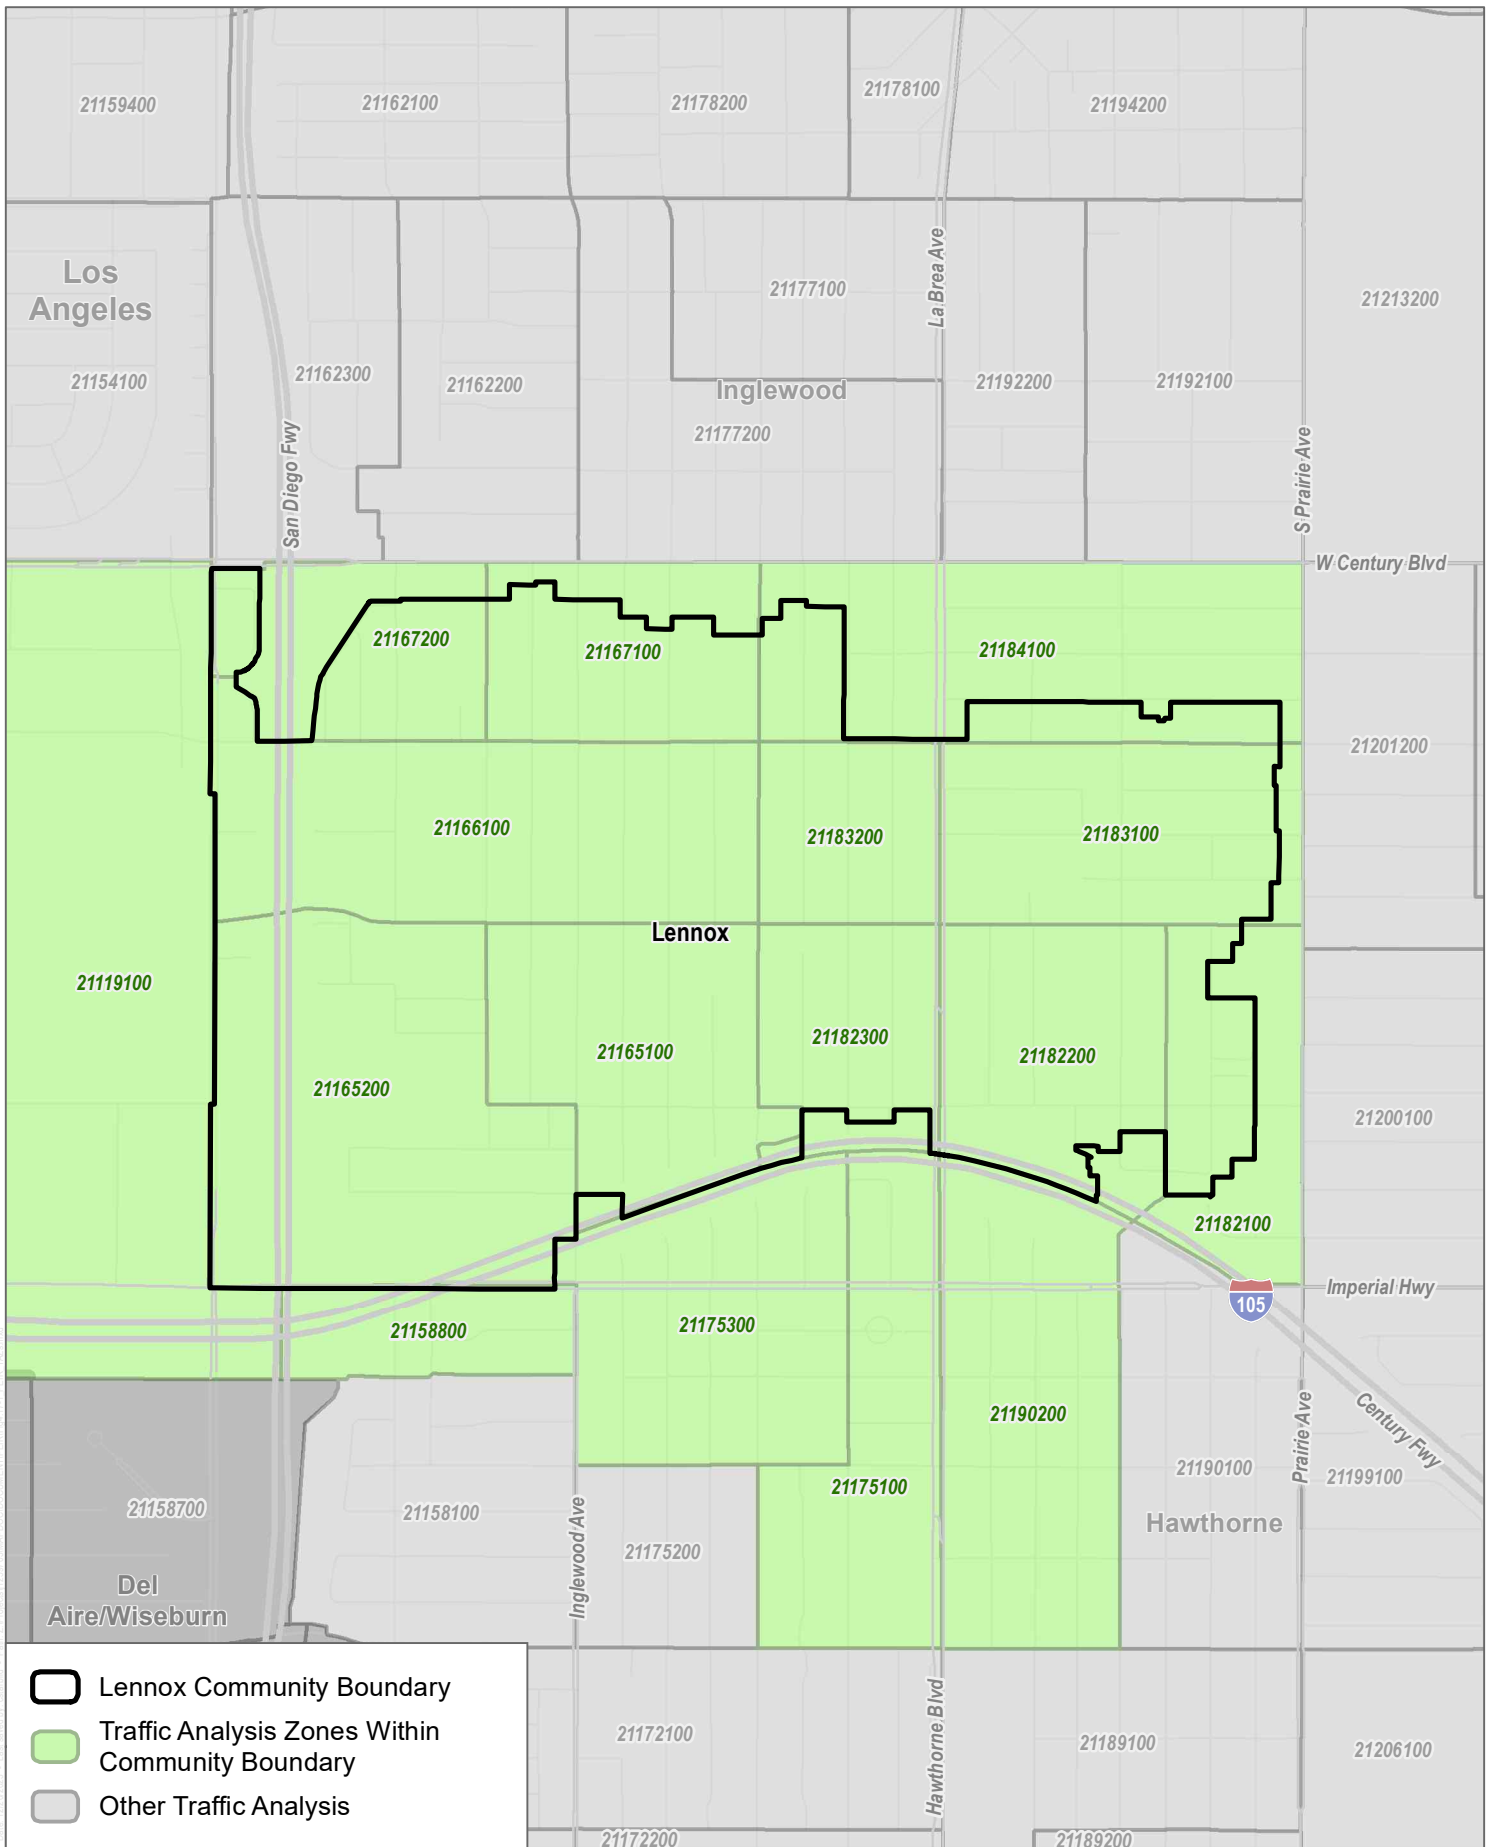 21159400
21162100
21178200
21178100
21194200
Los
Angeles
21154100
21162300
21162200
21177100
Inglewood
21177200
La Brea Ave
21192200
21192100
21213200
San Diego Fwy
S Prairie Ave
W Century Blvd
21167200
21167100
21184100
21201200
21166100
21183200
21183100
Lennox
21119100
21165200
21165100
21182300
21182200
21200100
21182100
Imperial Hwy
105
21158800
21175300
21190200
21175100
Century Fwy
Prairie Ave
21190100
21199100
Hawthorne
21158700
21158100
21175200
Inglewood Ave
Del
Aire/Wiseburn
Hawthorne Blvd
21172100
21189100
21206100
21172200
21189200
Lennox Community Boundary
Traffic Analysis Zones Within
Community Boundary
Other Traffic Analysis